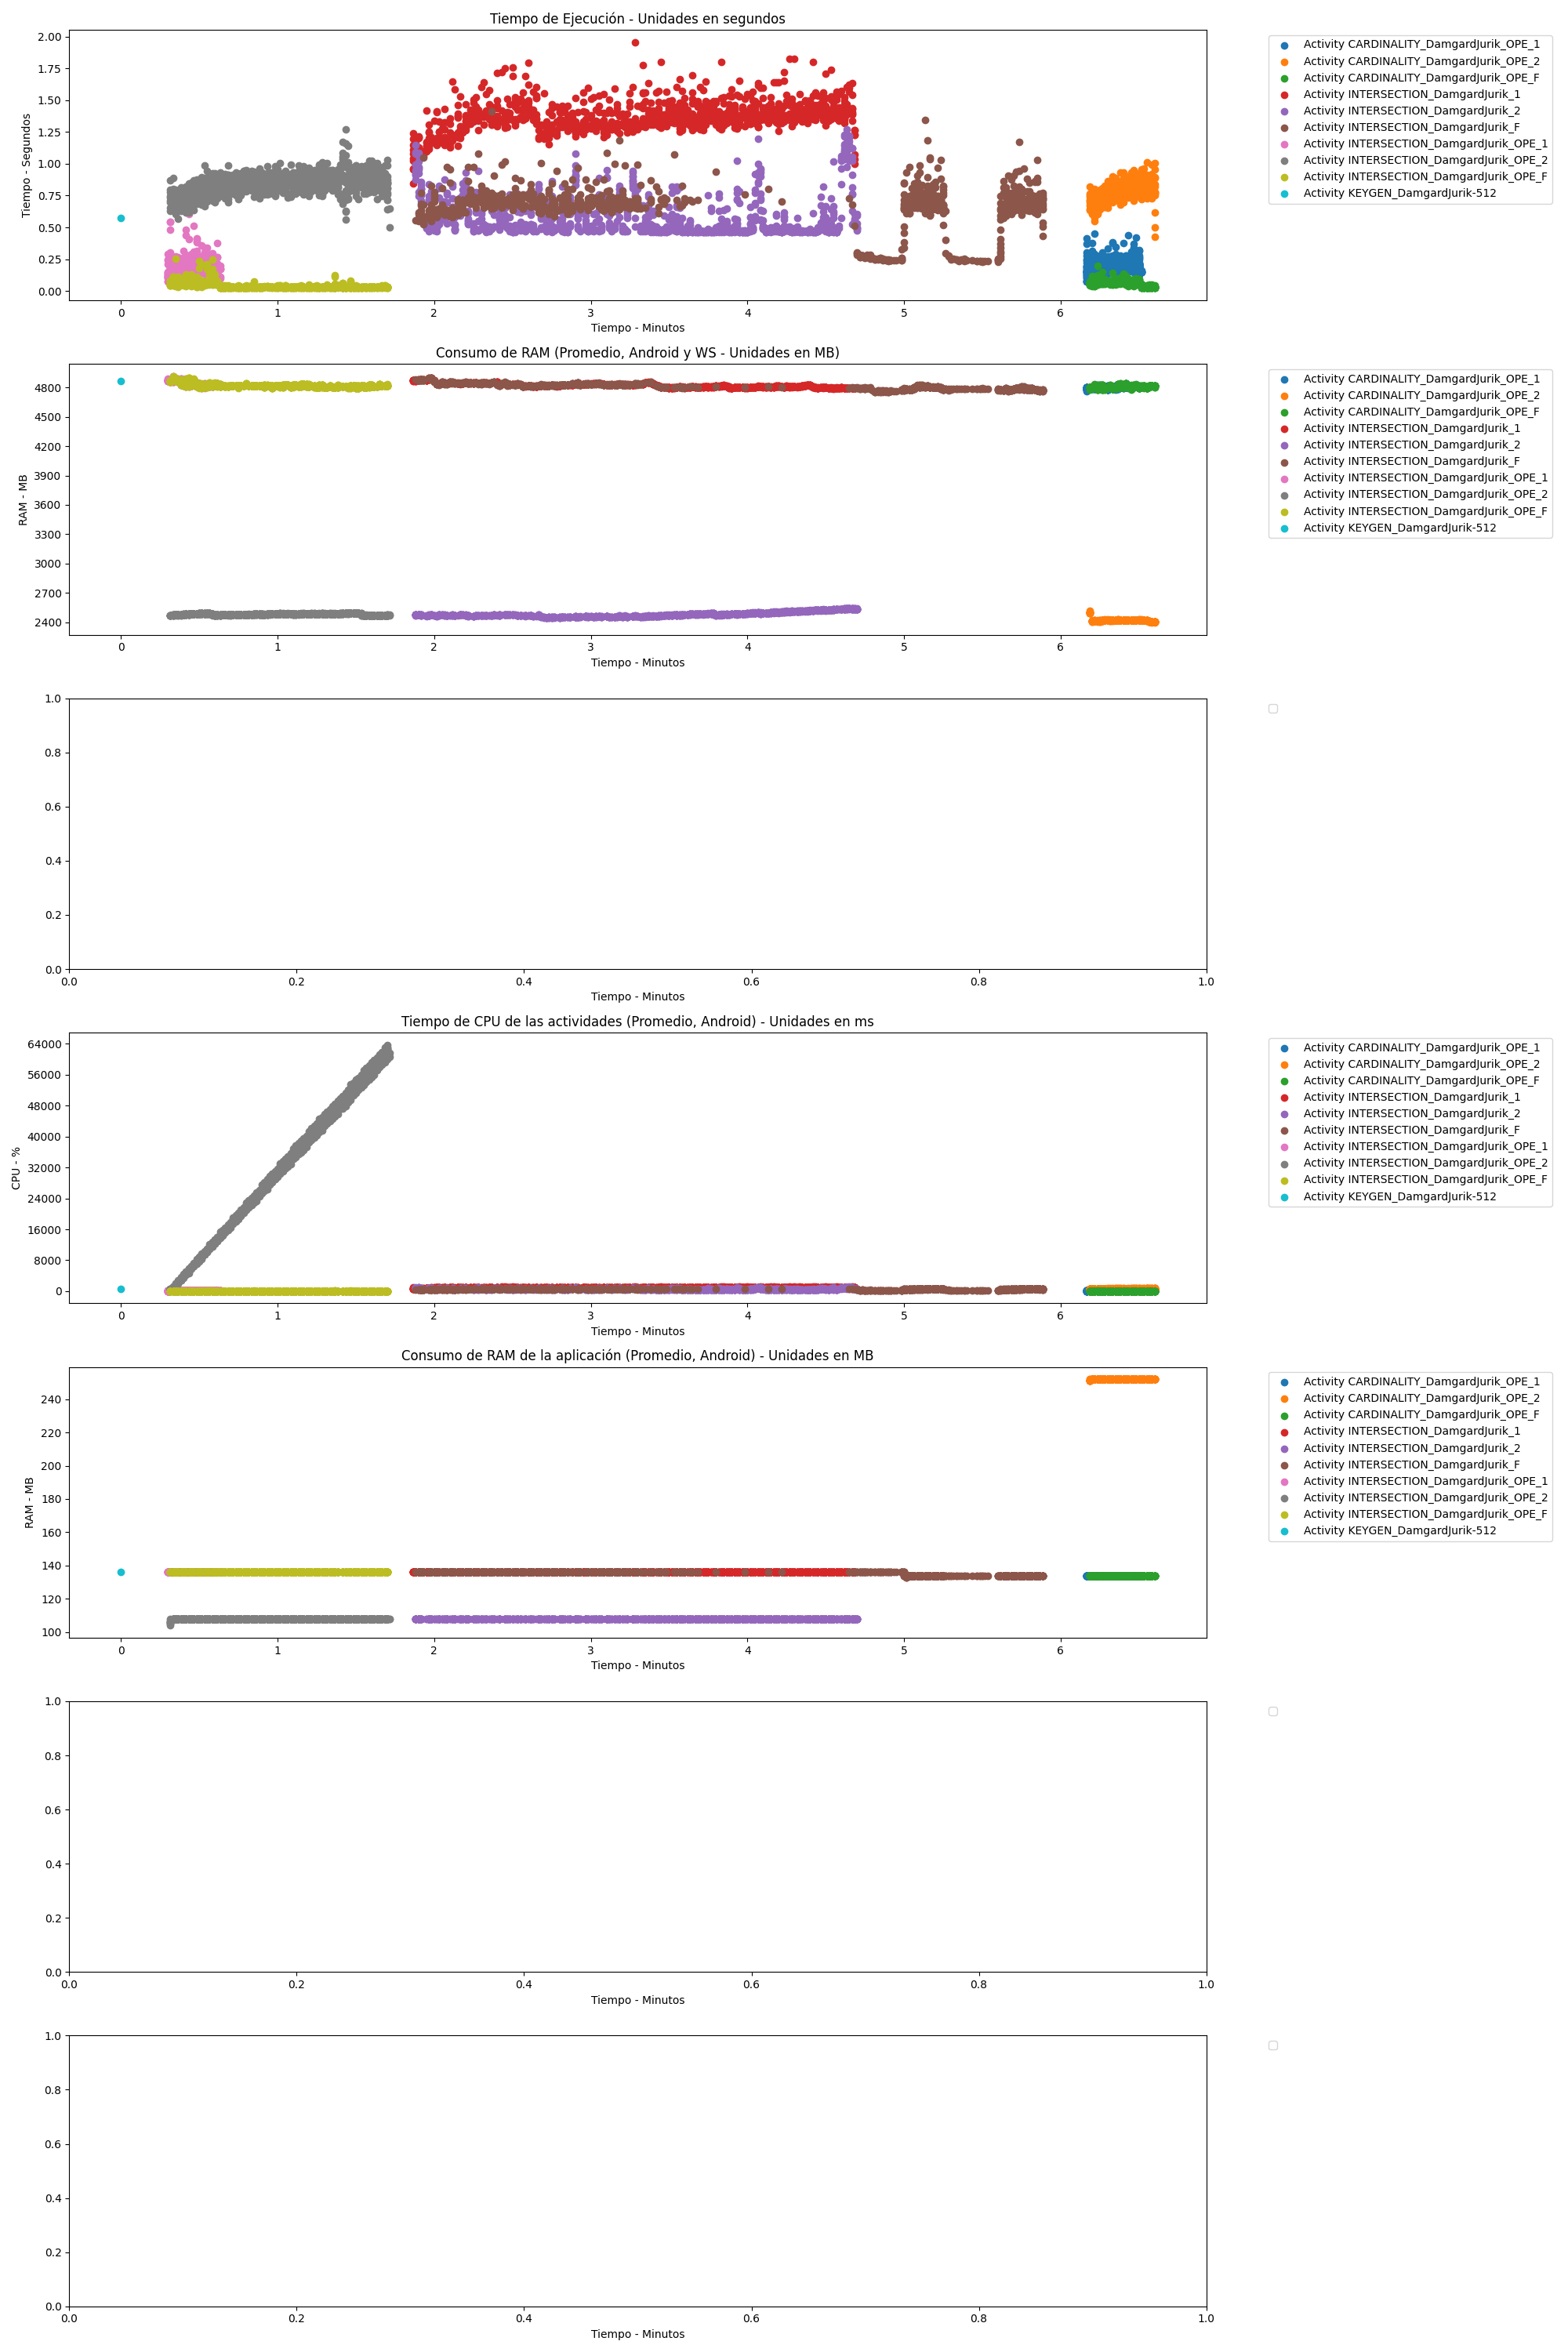 Tiempo de Ejecución - Unidades en segundos
Tiempo - Segundos
2.00
1.75
1.50
1.25
1.00
0.75
0.50
0.25
0.00
0 1 2 3 4 5 6
Tiempo - Minutos
Activity CARDINALITY_DamgardJurik_OPE_1
Activity CARDINALITY_DamgardJurik_OPE_2
Activity CARDINALITY_DamgardJurik_OPE_F
Activity INTERSECTION_DamgardJurik_1
Activity INTERSECTION_DamgardJurik_2
Activity INTERSECTION_DamgardJurik_F
Activity INTERSECTION_DamgardJurik_OPE_1
Activity INTERSECTION_DamgardJurik_OPE_2
Activity INTERSECTION_DamgardJurik_OPE_F
Activity KEYGEN_DamgardJurik-512
Consumo de RAM (Promedio, Android y WS - Unidades en MB)
RAM - MB
4800
4500
4200
3900
3600
3300
3000
2700
2400
0 1 2 3 4 5 6
Tiempo - Minutos
Activity CARDINALITY_DamgardJurik_OPE_1
Activity CARDINALITY_DamgardJurik_OPE_2
Activity CARDINALITY_DamgardJurik_OPE_F
Activity INTERSECTION_DamgardJurik_1
Activity INTERSECTION_DamgardJurik_2
Activity INTERSECTION_DamgardJurik_F
Activity INTERSECTION_DamgardJurik_OPE_1
Activity INTERSECTION_DamgardJurik_OPE_2
Activity INTERSECTION_DamgardJurik_OPE_F
Activity KEYGEN_DamgardJurik-512
1.0
0.8
0.6
0.4
0.2
0.0
0.0 0.2 0.4 0.6 0.8 1.0
Tiempo - Minutos
Tiempo de CPU de las actividades (Promedio, Android) - Unidades en ms
CPU - %
64000
56000
48000
40000
32000
24000
16000
8000
0
0 1 2 3 4 5 6
Tiempo - Minutos
Activity CARDINALITY_DamgardJurik_OPE_1
Activity CARDINALITY_DamgardJurik_OPE_2
Activity CARDINALITY_DamgardJurik_OPE_F
Activity INTERSECTION_DamgardJurik_1
Activity INTERSECTION_DamgardJurik_2
Activity INTERSECTION_DamgardJurik_F
Activity INTERSECTION_DamgardJurik_OPE_1
Activity INTERSECTION_DamgardJurik_OPE_2
Activity INTERSECTION_DamgardJurik_OPE_F
Activity KEYGEN_DamgardJurik-512
Consumo de RAM de la aplicación (Promedio, Android) - Unidades en MB
RAM - MB
240
220
200
180
160
140
120
100
0 1 2 3 4 5 6
Tiempo - Minutos
Activity CARDINALITY_DamgardJurik_OPE_1
Activity CARDINALITY_DamgardJurik_OPE_2
Activity CARDINALITY_DamgardJurik_OPE_F
Activity INTERSECTION_DamgardJurik_1
Activity INTERSECTION_DamgardJurik_2
Activity INTERSECTION_DamgardJurik_F
Activity INTERSECTION_DamgardJurik_OPE_1
Activity INTERSECTION_DamgardJurik_OPE_2
Activity INTERSECTION_DamgardJurik_OPE_F
Activity KEYGEN_DamgardJurik-512
1.0
0.8
0.6
0.4
0.2
0.0
0.0 0.2 0.4 0.6 0.8 1.0
Tiempo - Minutos
1.0
0.8
0.6
0.4
0.2
0.0
0.0 0.2 0.4 0.6 0.8 1.0
Tiempo - Minutos